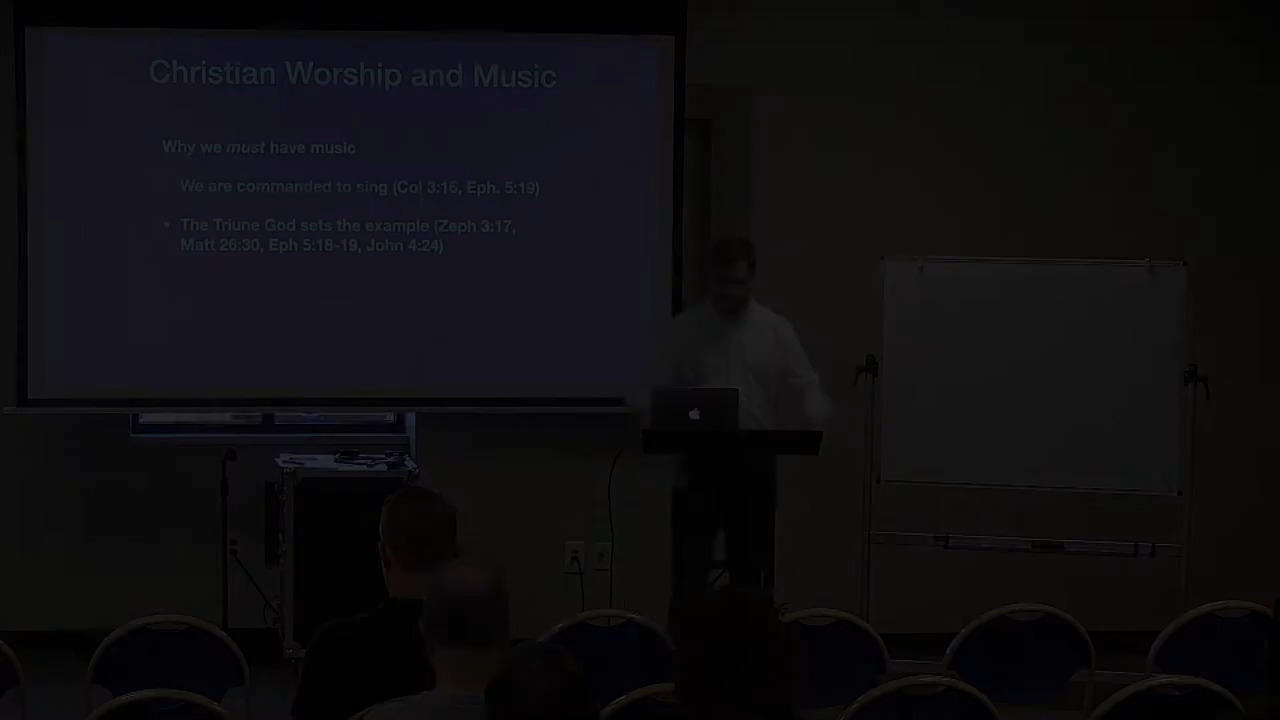 Christian Worship and Music
Why we must have music
We are commanded to sing (Col 3:16, Eph. 5:19)
• The Triune God sets the example (Zeph 3:17,
Matt 26:30, Eph 5:18-19, John 4:24)